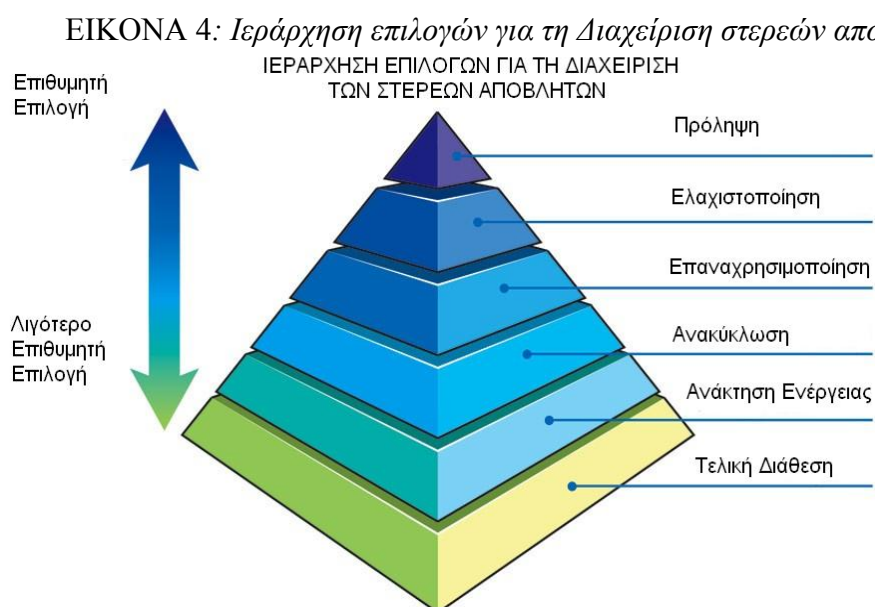 ΕΙΚΟΝΑ 4: Ιεράρχηση επιλογών για τη Διαχείριση στερεών
ΙΕΡΑΡΧΗΣΗ ΕΠΙΛΟΓΩΝ ΓΙΑ ΤΗ ΔΙΑΧΕΙΡΙΣΗ
ΤΩΝ ΣΤΕΡΕΩΝ ΑΠΟΒΛΗΤΩΝ
Επιθυμητή
Επιλογή
Πρόληψη
Ελαχιστοποίηση
Επαναχρησιμοποίηση
Ανακύκλωση
Ανάκτηση Ενέργειας
Τελική Διάθεση
Λιγότερο
Επιθυμητή
Επιλογή